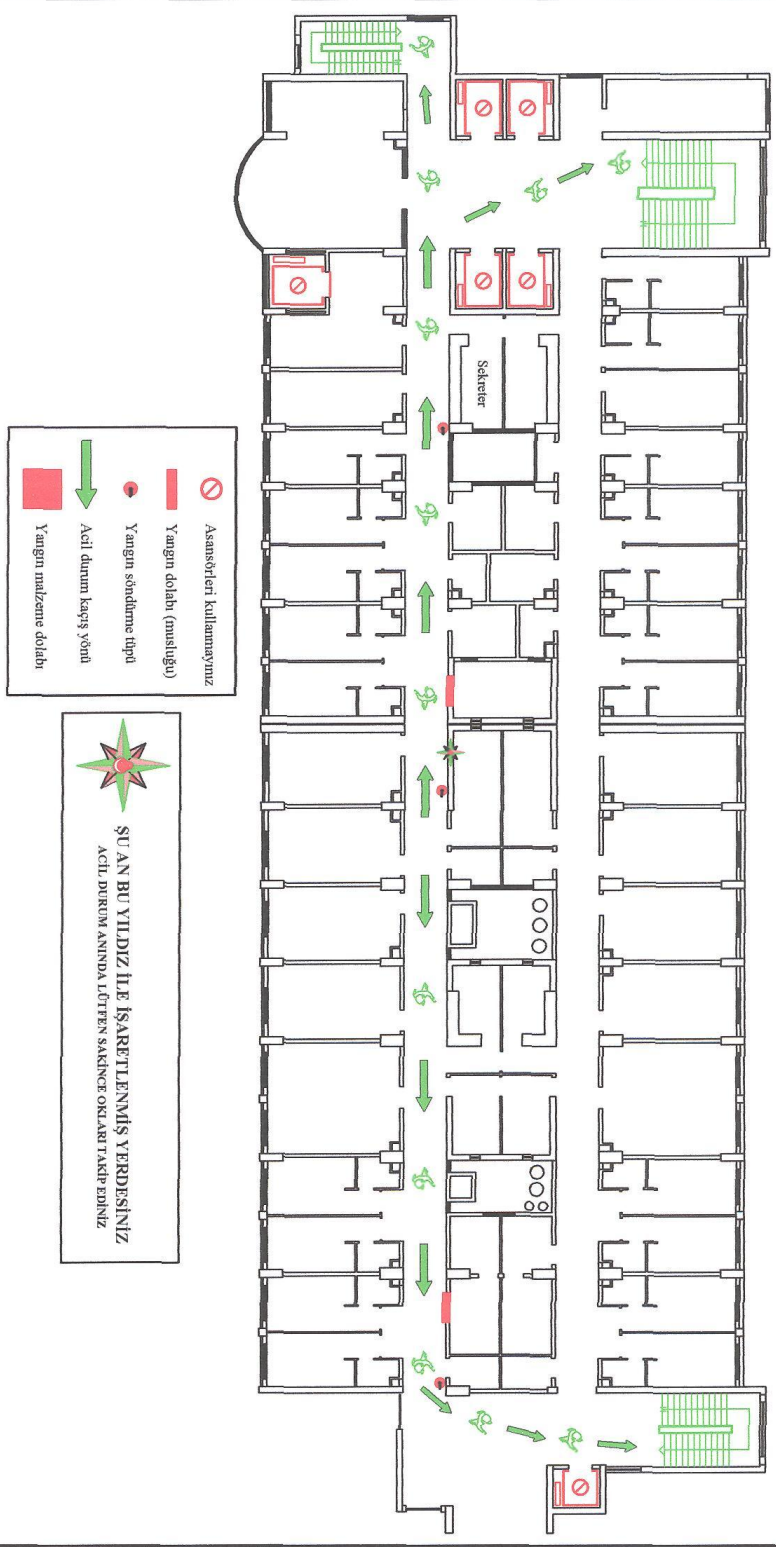 Sekreter
Asansörleri kullanmayınız
Yangın dolabı (musluğu)
Yangın söndürme tüpü
Acil durum kaçış yönü
Yangın malzeme dolabı
ŞU AN BU YILDIZ İLE İŞARETLENMİŞ YERDESİNİZ
ACİL DURUM ANINDA LÜTFEN SAKİNCE OKLARI TAKİP EDİNİZ